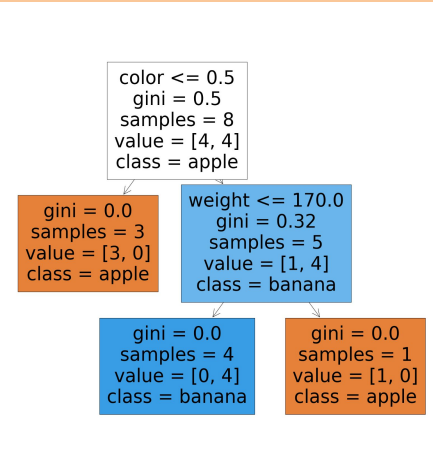 color <= 0.5
gini = 0.5
samples = 8
value = [4, 4]
class = apple
gini = 0.0
samples = 3
value = [3, 0]
class = apple
weight <= 170.0
gini = 0.32
samples = 5
value = [1, 4]
class = banana
gini = 0.0
samples = 4
value = [0, 4]
class = banana
gini = 0.0
samples = 1
value = [1, 0]
class = apple